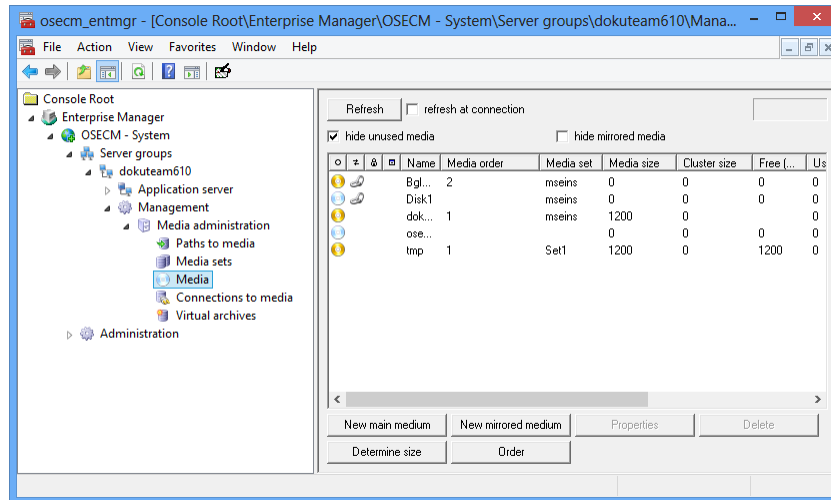 osecm_entmgr - [Console Root\Enterprise Manager\OSECM - System\Server groups\dokuteam610\Mana...
File Action View Favorites Window Help
Console Root
Enterprise Manager
OSECM - System
Server groups
dokuteam610
Application server
Management
Media administration
Paths to media
Media sets
Media
Connections to media
Virtual archives
Administration
Refresh refresh at connection
hide unused media hide mirrored media
Name Media order Media set Media size Cluster size Free (... Us
Bgl... 2 mseins 0 0 0 0
Disk1 mseins 0 0 0 0
dok... 1 mseins 1200 0 0
ose... 0 0 0 0
tmp 1 Set1 1200 0 1200 0
New main medium New mirrored medium Properties Delete
Determine size Order